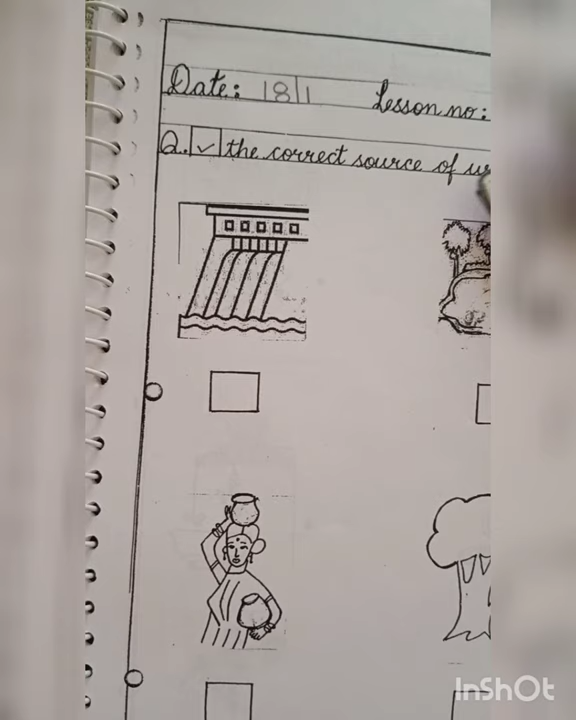 Date: 18/1 Lesson no:
Q. ✓ the correct source of
InShOt